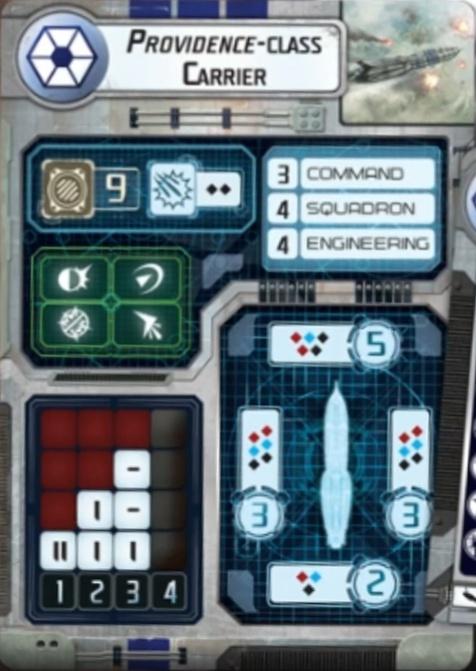 PROVIDENCE-CLASS
CARRIER
9
3 COMMAND
4 SQUADRON
4 ENGINEERING
5
3 3
2
-
I -
II I I
1 2 3 4